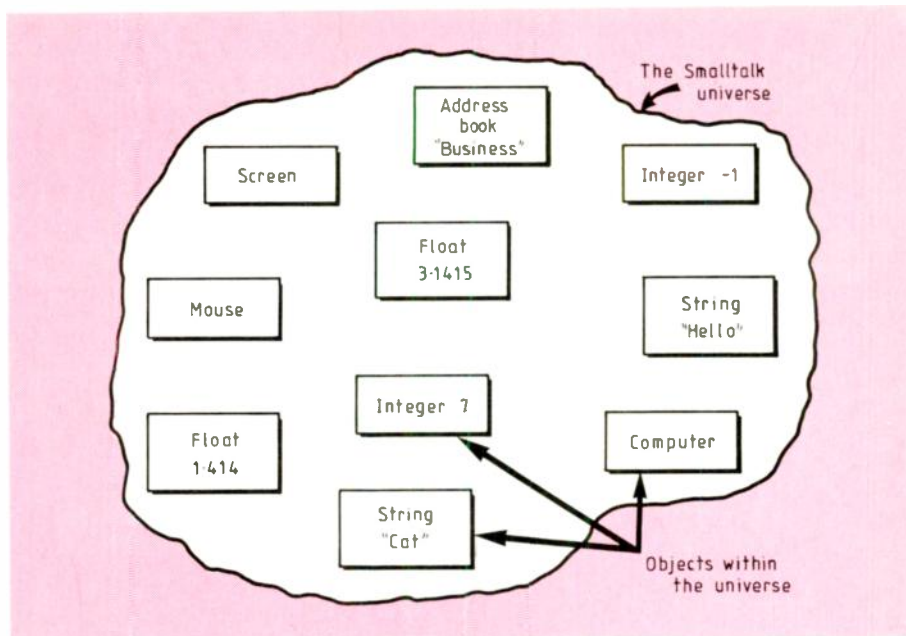 The Smalltalk
universe
Address
book
"Business"
Screen
Integer -1
Float
3·1415
Mouse
String
"Hello"
Integer 7
Float
1·414
Computer
String
"Cat"
Objects within
the universe